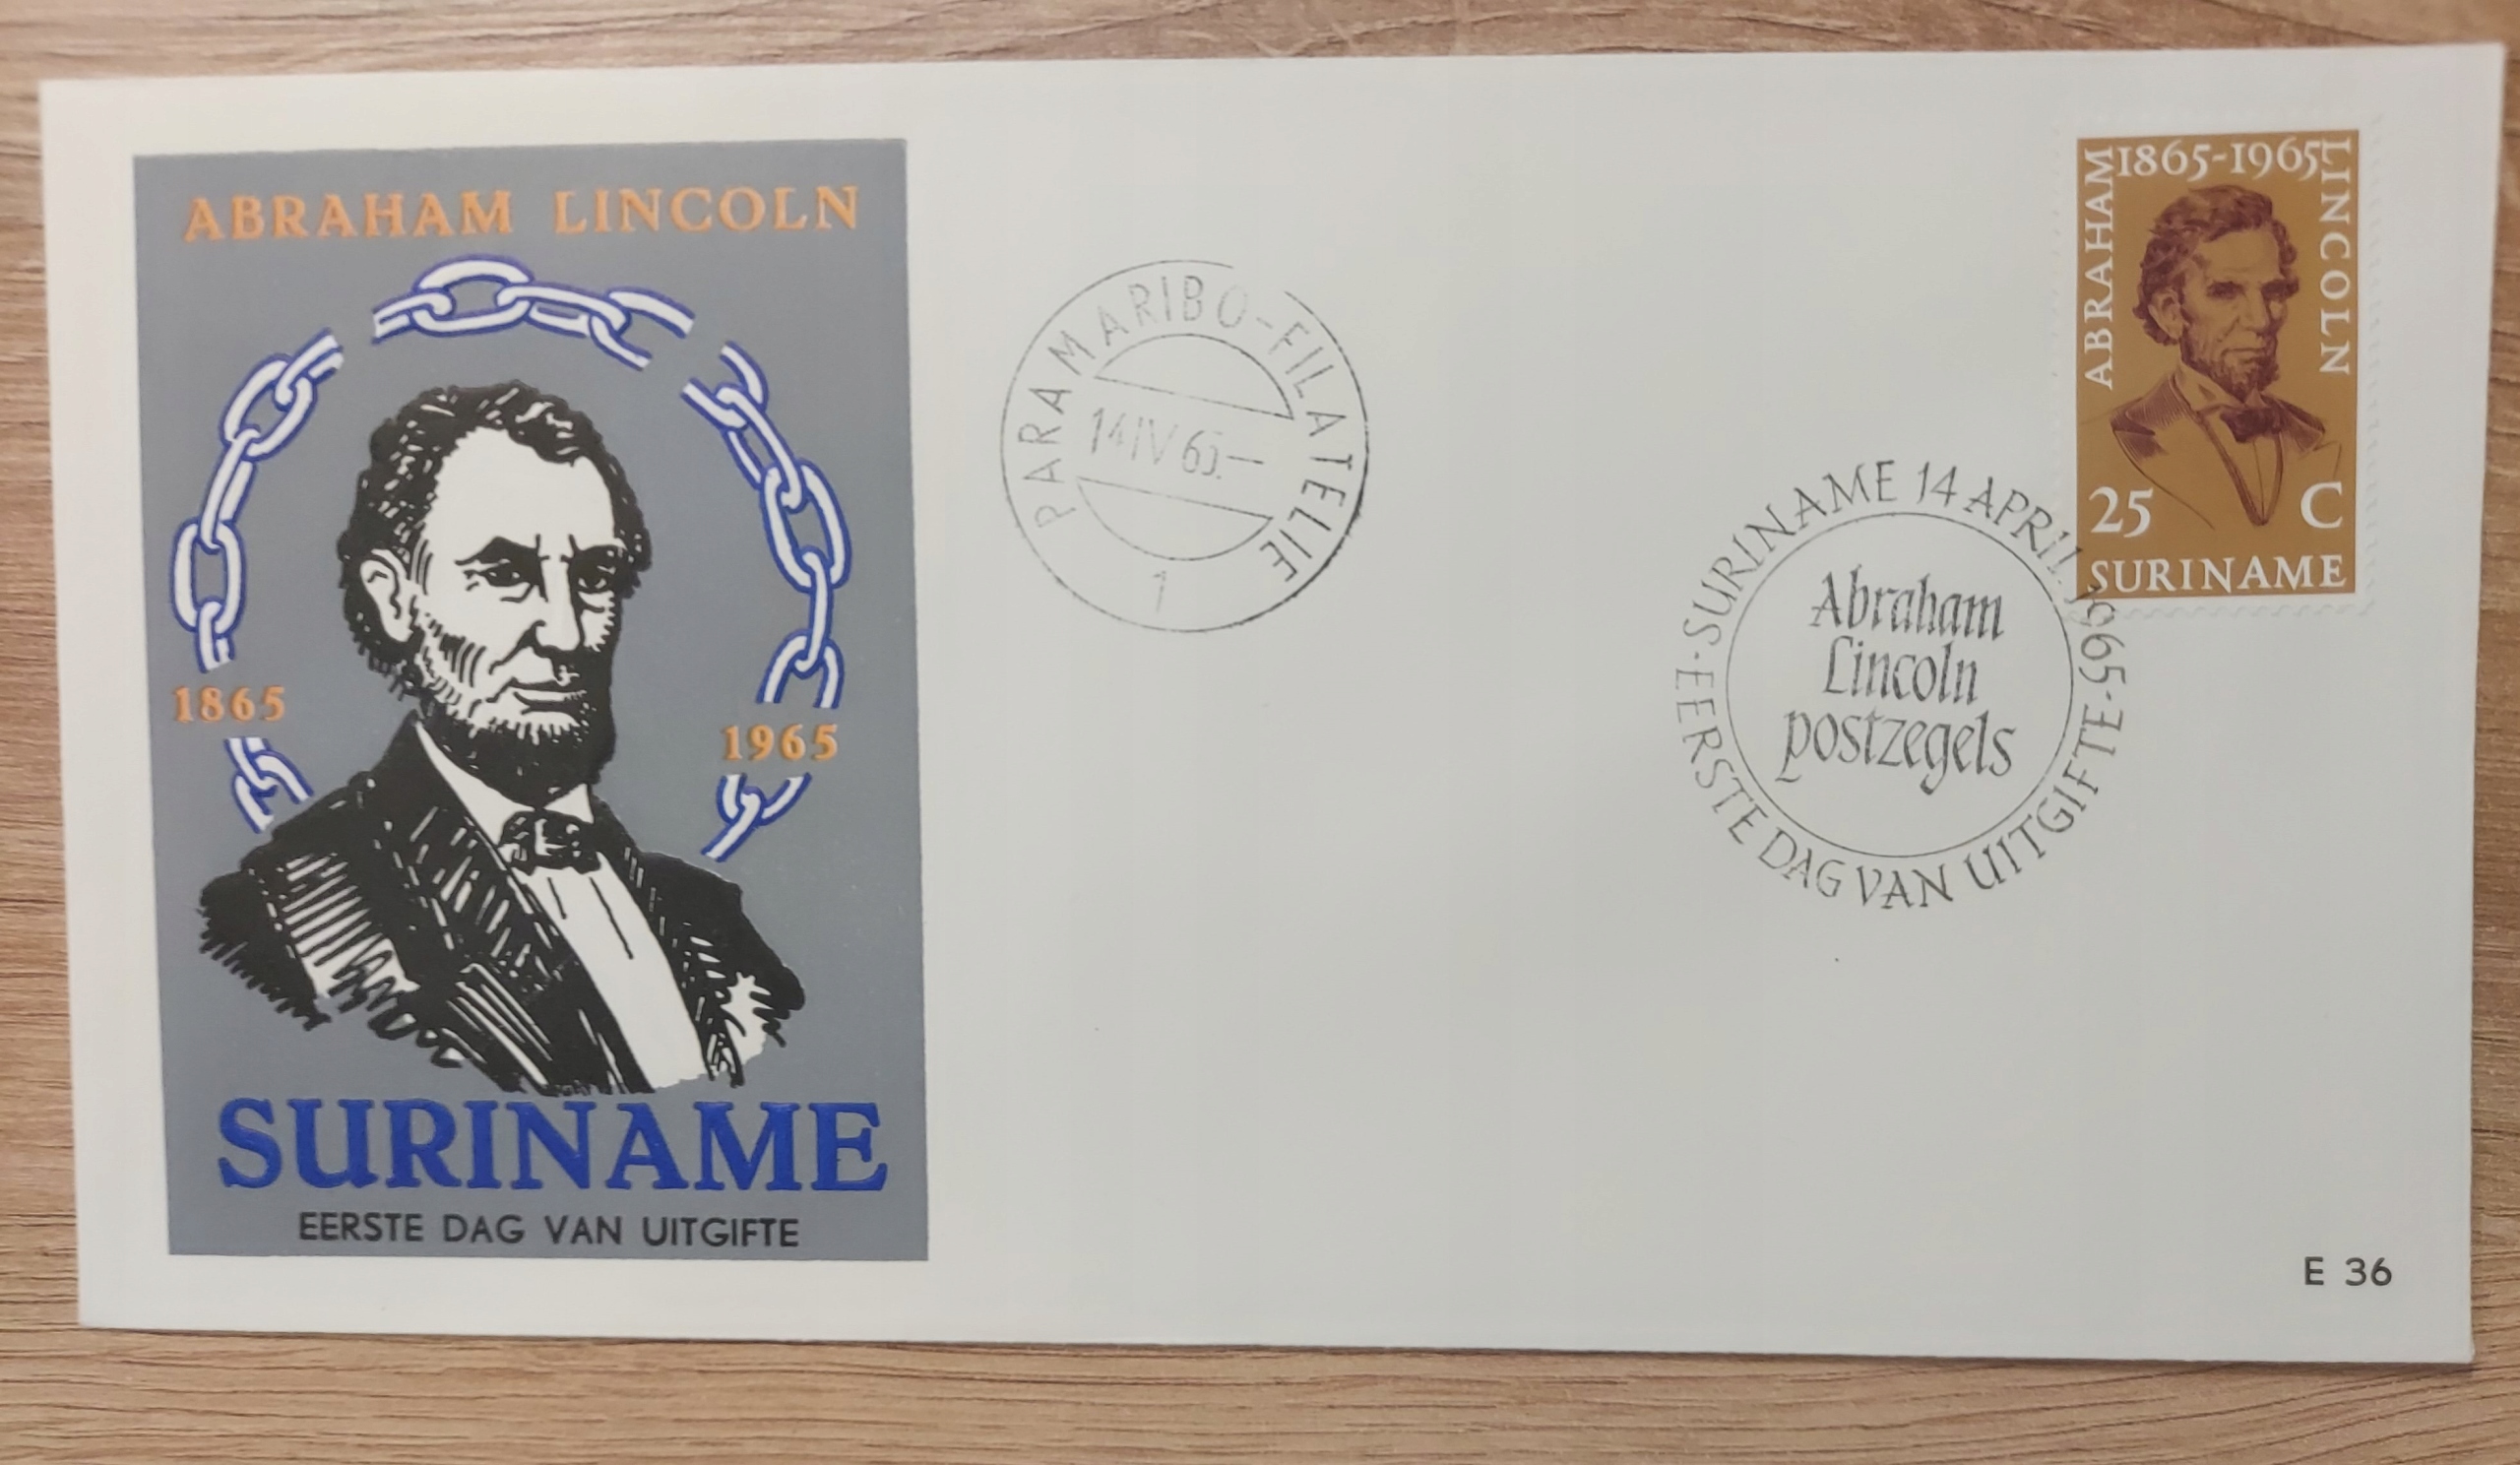 ABRAHAM LINCOLN
1865
1965
SURINAME
EERSTE DAG VAN UITGIFTE
PARAMARIBO-FILATELIE
14 IV 65.—
1
SURINAME 14 APRIL 1965-
EERSTE DAG VAN UITGIFTE-
Abraham
Lincoln
postzegels
1865-1965
ABRAHAM
LINCOLN
25 C
SURINAME
E 36